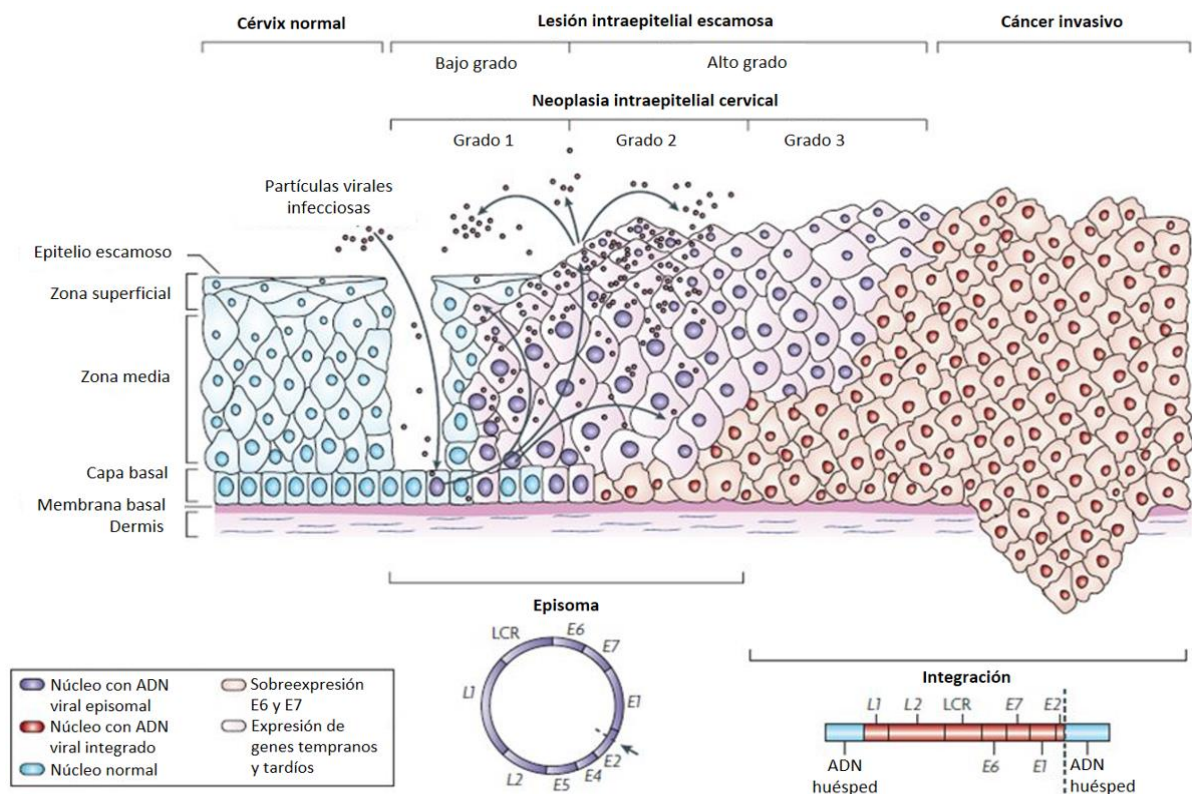 Cérvix normal
Lesión intraepitelial escamosa
Cáncer invasivo
Bajo grado
Alto grado
Neoplasia intraepitelial cervical
Grado 1
Grado 2
Grado 3
Partículas virales
infecciosas
Epitelio escamoso
Zona superficial
Zona media
Capa basal
Membrana basal
Dermis
Episoma
LCR
E6
E7
E1
E2
E4
E5
L2
L1
Integración
L1
L2
LCR
E7
E2
ADN
huésped
E6
E1
ADN
huésped
Núcleo con ADN
viral episomal
Núcleo con ADN
viral integrado
Núcleo normal
Sobreexpresión
E6 y E7
Expresión de
genes tempranos
y tardíos